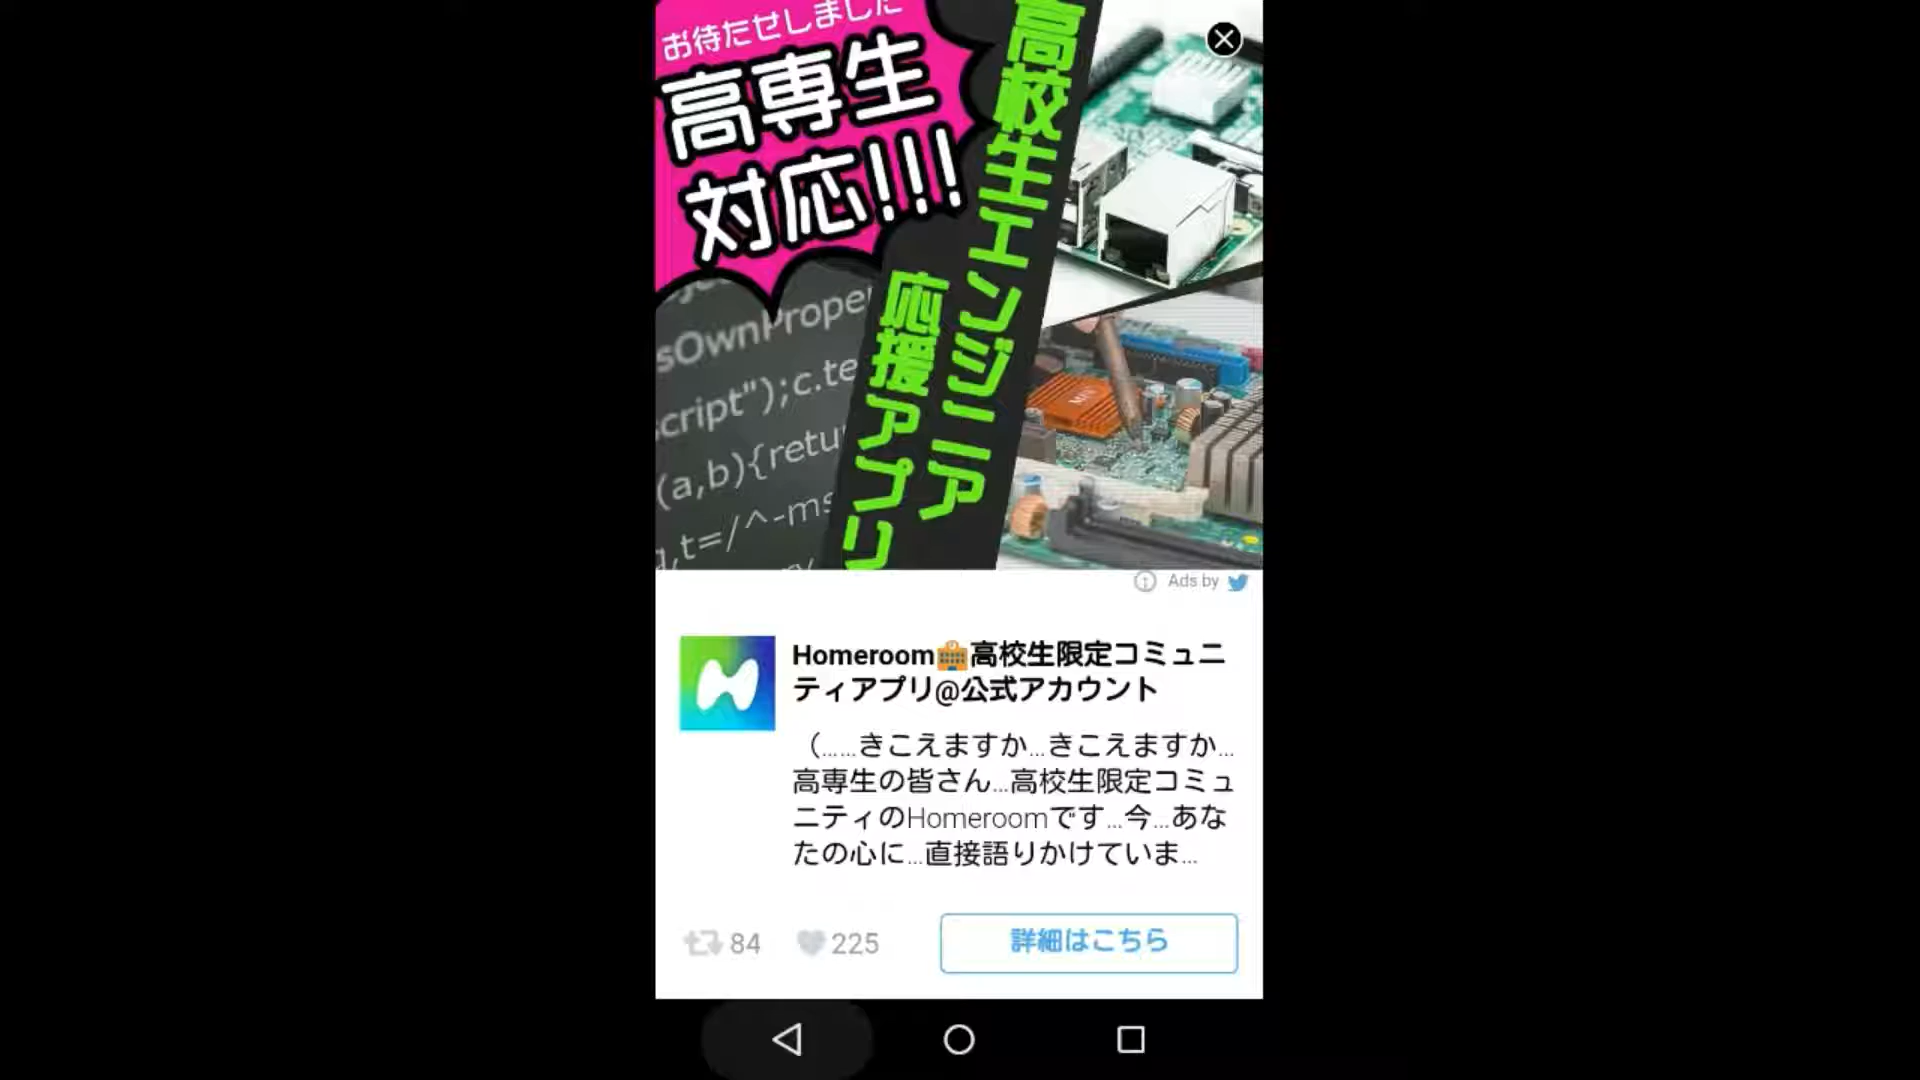 お待たせしました
高専生
対応!!!
高校生エンジニア
応援アプリ
sOwnPrope
cript");c.te
(a,b){retu
,t=/^-ms
Ads by
Homeroom🏫高校生限定コミュニ
ティアプリ@公式アカウント
（……きこえますか…きこえますか…
高専生の皆さん…高校生限定コミュ
ニティのHomeroomです…今…あな
たの心に…直接語りかけていま…
84
225
詳細はこちら